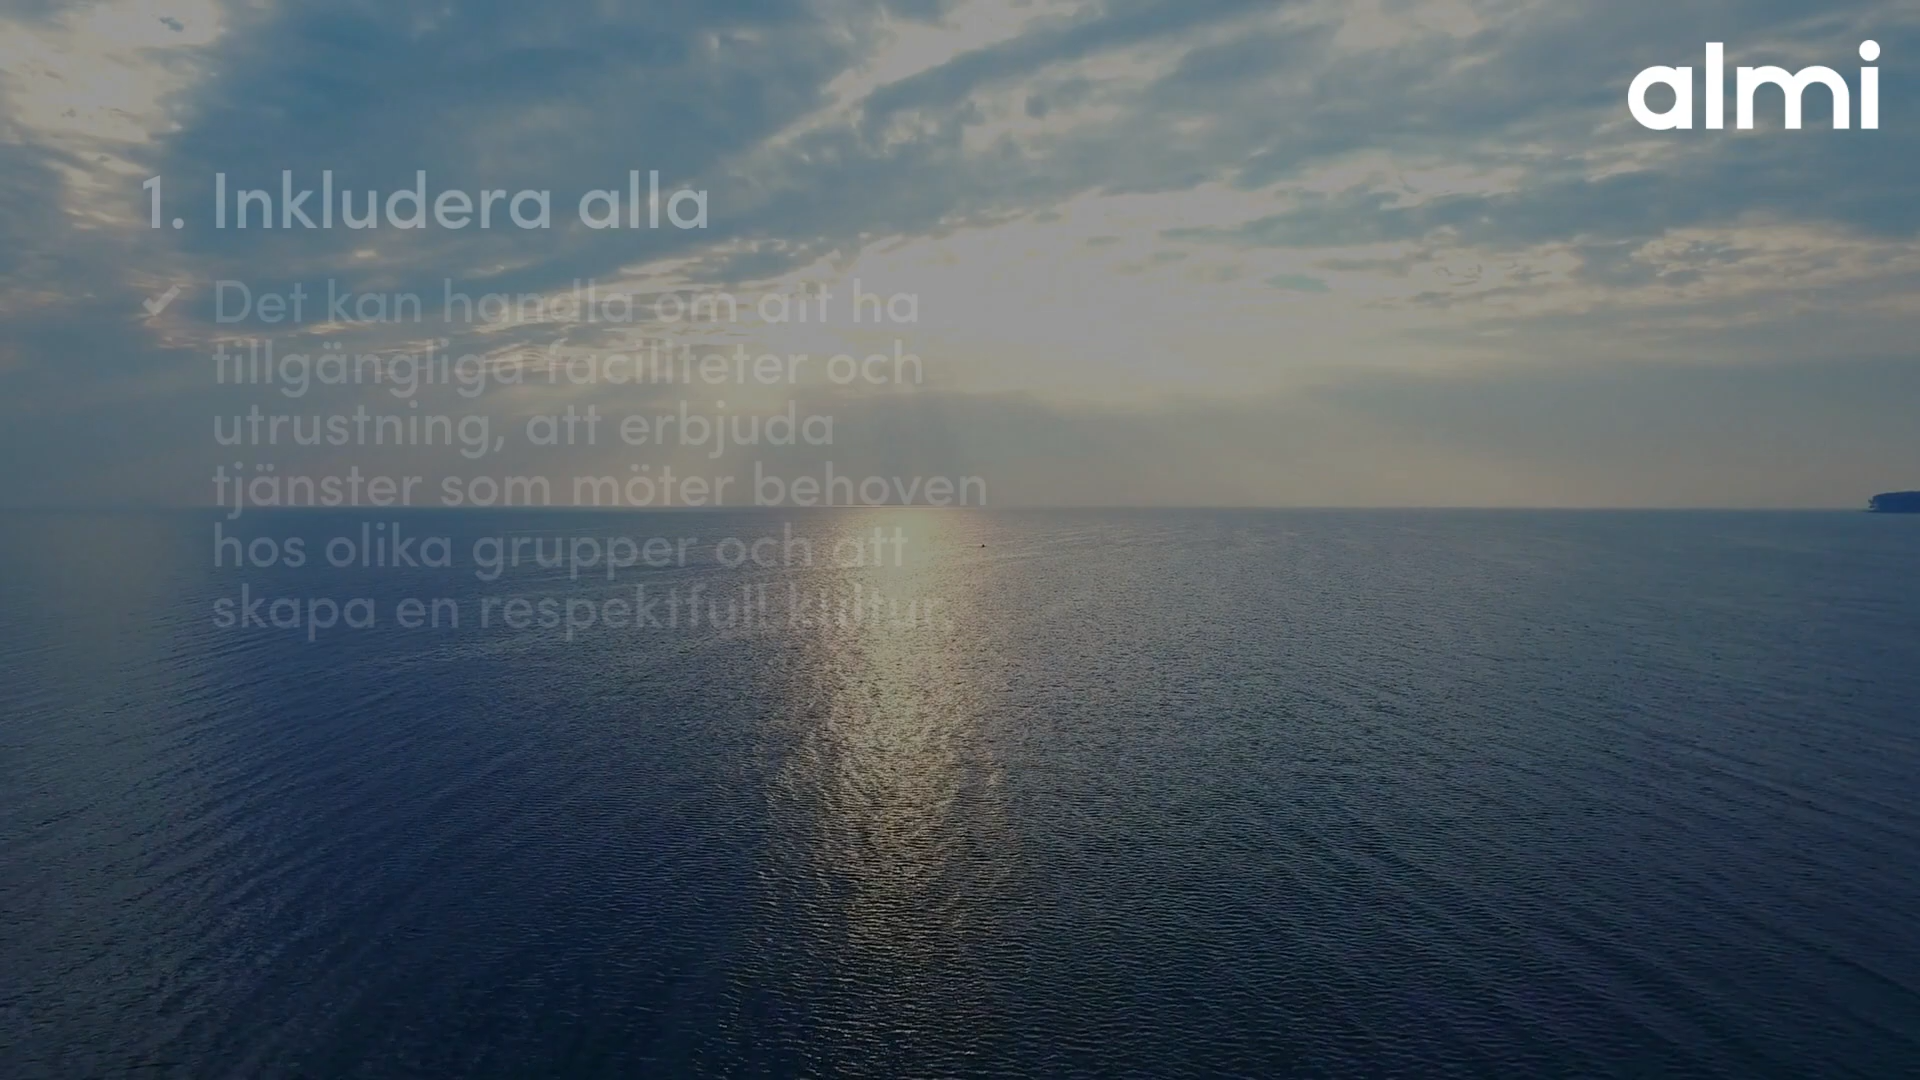 almi
1. Inkludera alla
✓ Det kan handla om att ha
tillgängliga faciliteter och
utrustning, att erbjuda
tjänster som möter behoven
hos olika grupper och att
skapa en respektfull kultur.